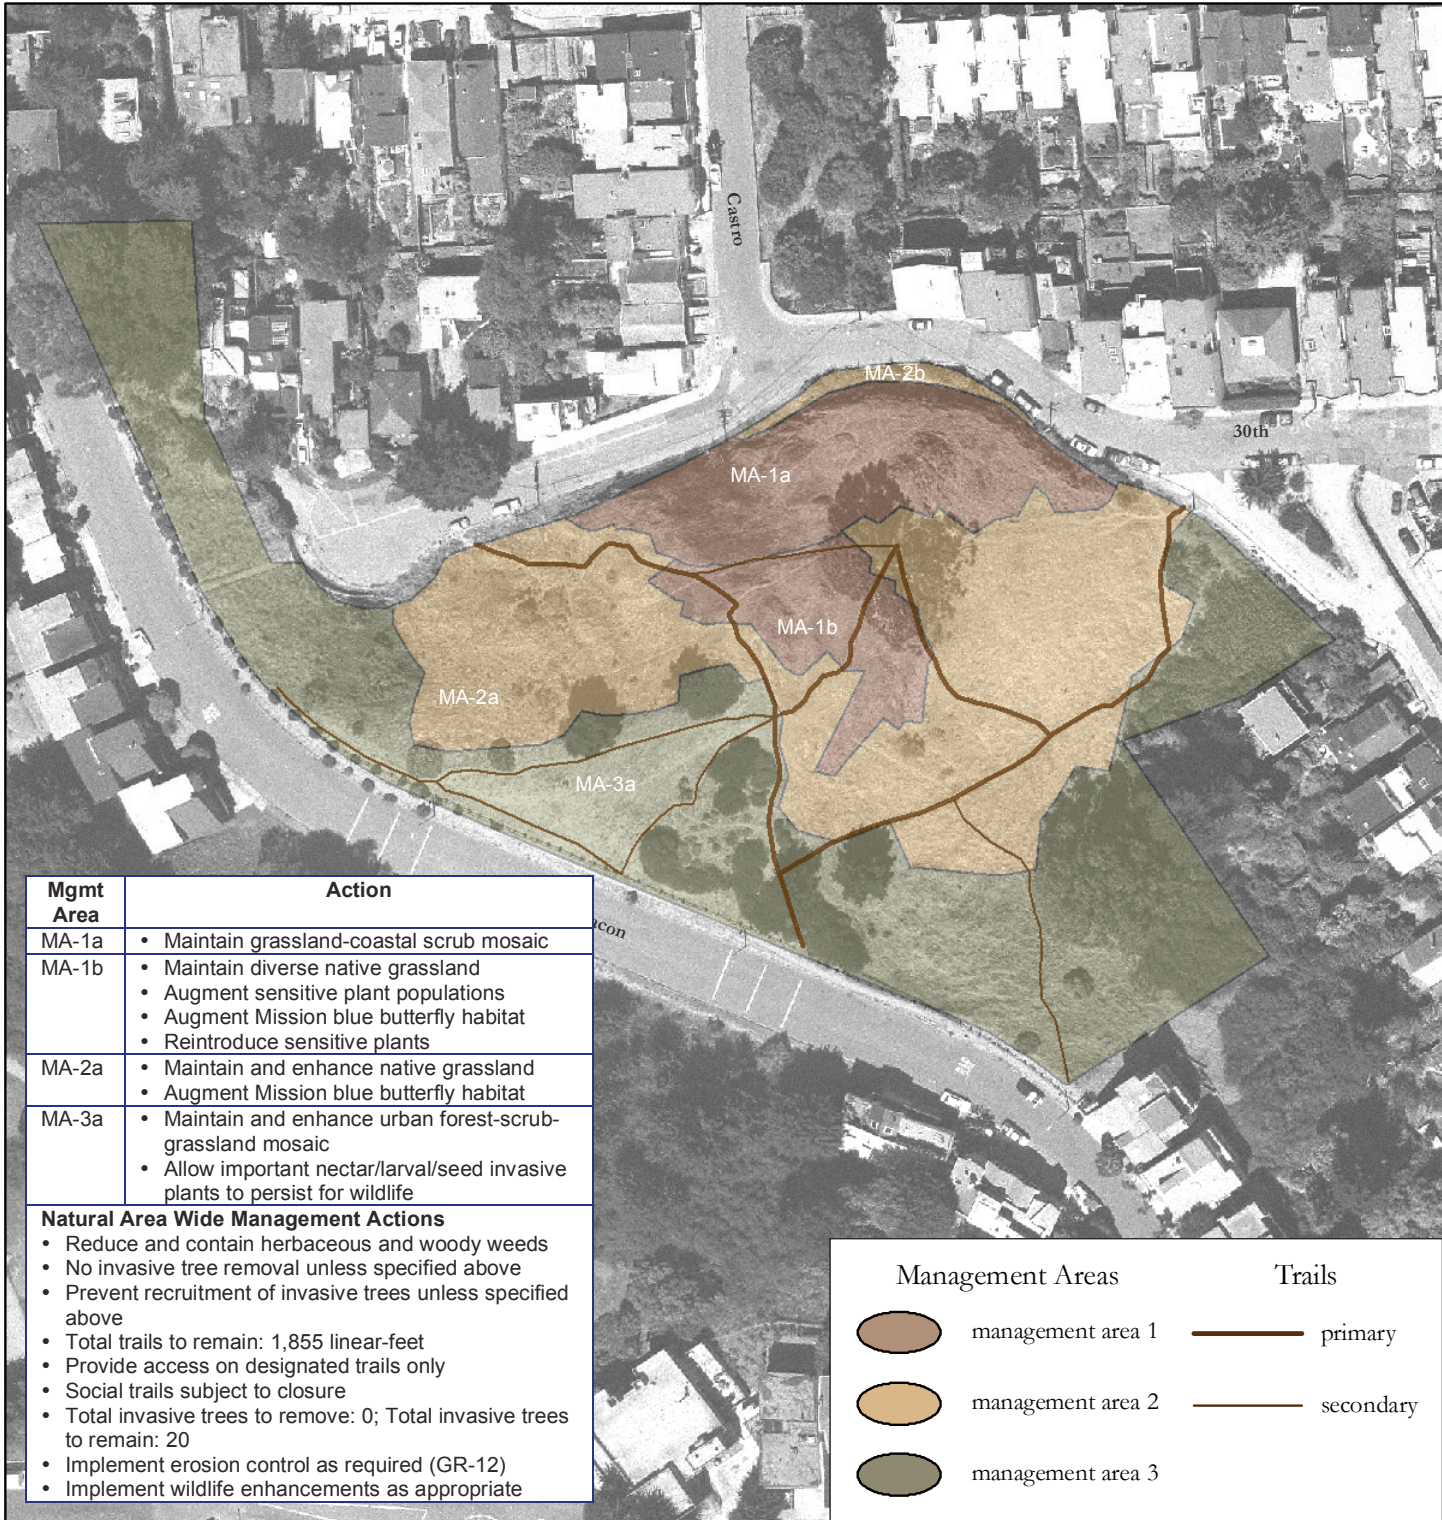 Castro
30th
MA-2b
MA-1a
MA-1b
MA-2a
MA-3a
acon
Mgmt
Area
Action
MA-1a
• Maintain grassland-coastal scrub mosaic
MA-1b
• Maintain diverse native grassland
• Augment sensitive plant populations
• Augment Mission blue butterfly habitat
• Reintroduce sensitive plants
MA-2a
• Maintain and enhance native grassland
• Augment Mission blue butterfly habitat
MA-3a
• Maintain and enhance urban forest-scrub-
grassland mosaic
• Allow important nectar/larval/seed invasive
plants to persist for wildlife
Natural Area Wide Management Actions
• Reduce and contain herbaceous and woody weeds
• No invasive tree removal unless specified above
• Prevent recruitment of invasive trees unless specified
above
• Total trails to remain: 1,855 linear-feet
• Provide access on designated trails only
• Social trails subject to closure
• Total invasive trees to remove: 0; Total invasive trees
to remain: 20
• Implement erosion control as required (GR-12)
• Implement wildlife enhancements as appropriate
Management Areas
management area 1
management area 2
management area 3
Trails
primary
secondary